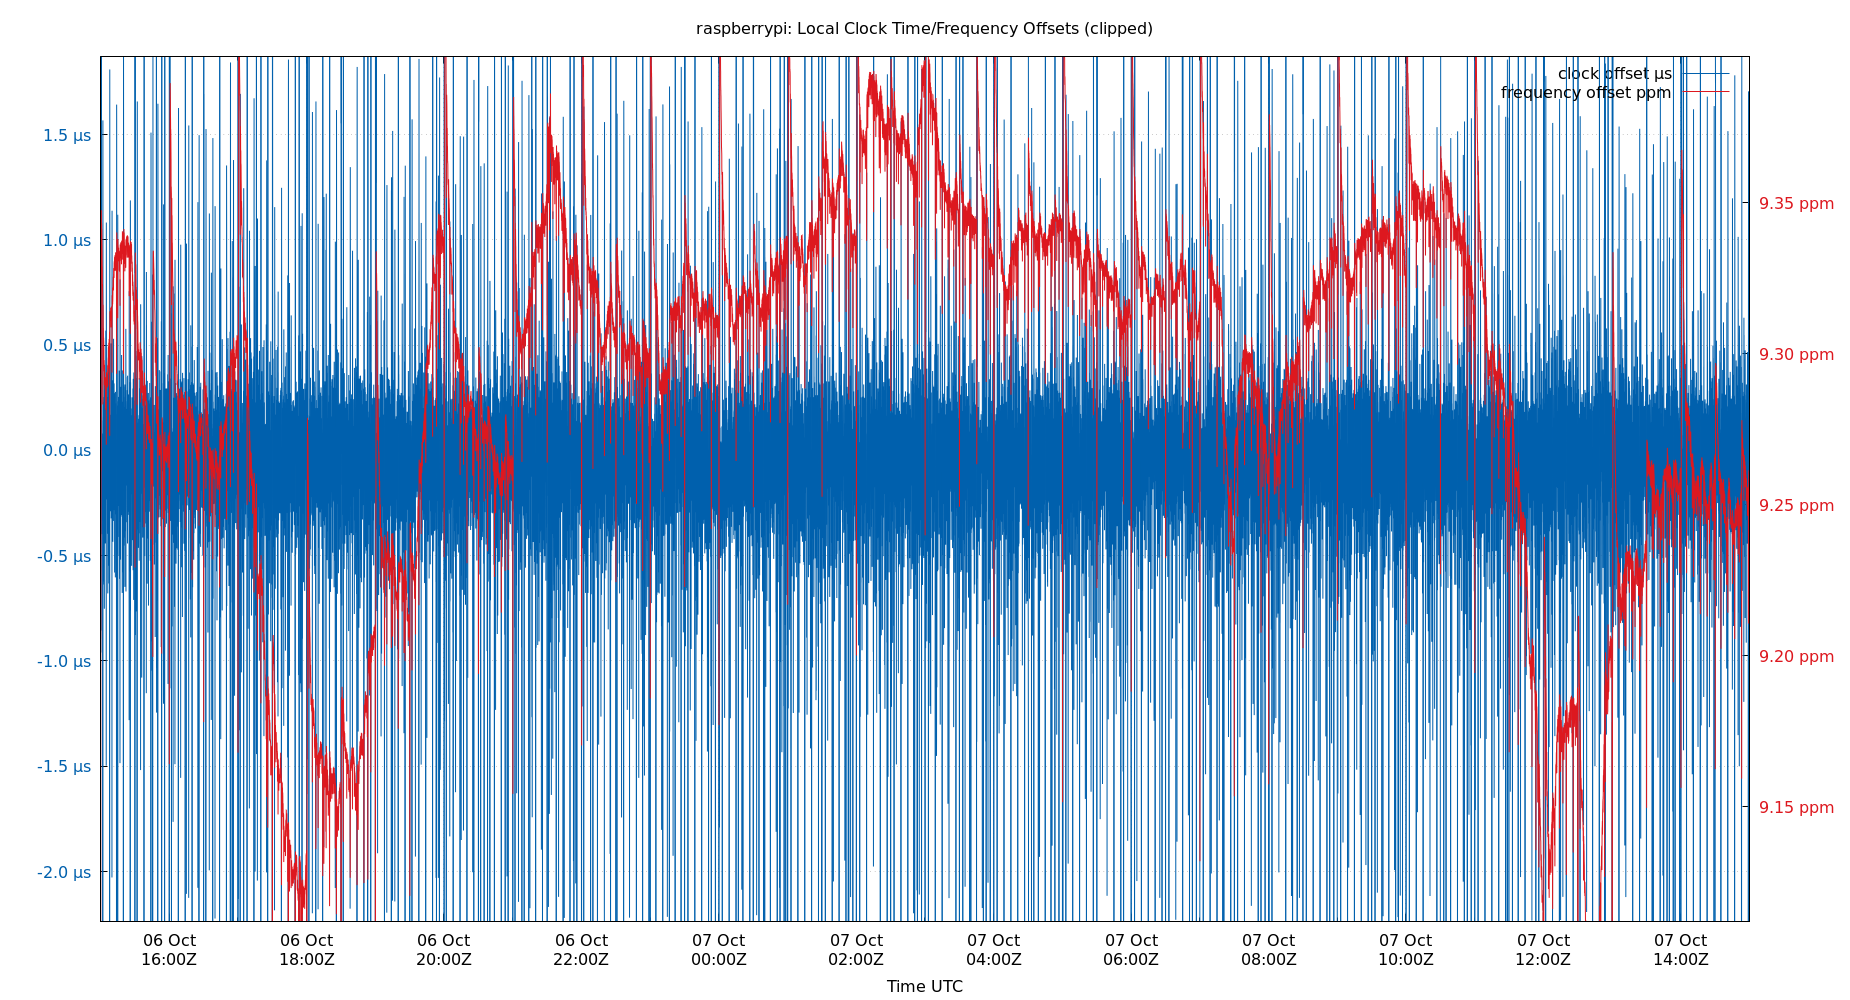 raspberrypi: Local Clock Time/Frequency Offsets (clipped)
clock offset µs
frequency offset ppm
1.5 µs
1.0 µs
0.5 µs
0.0 µs
-0.5 µs
-1.0 µs
-1.5 µs
-2.0 µs
9.35 ppm
9.30 ppm
9.25 ppm
9.20 ppm
9.15 ppm
06 Oct 06 Oct 06 Oct 06 Oct 07 Oct 07 Oct 07 Oct 07 Oct 07 Oct 07 Oct 07 Oct 07 Oct
16:00Z 18:00Z 20:00Z 22:00Z 00:00Z 02:00Z 04:00Z 06:00Z 08:00Z 10:00Z 12:00Z 14:00Z
Time UTC